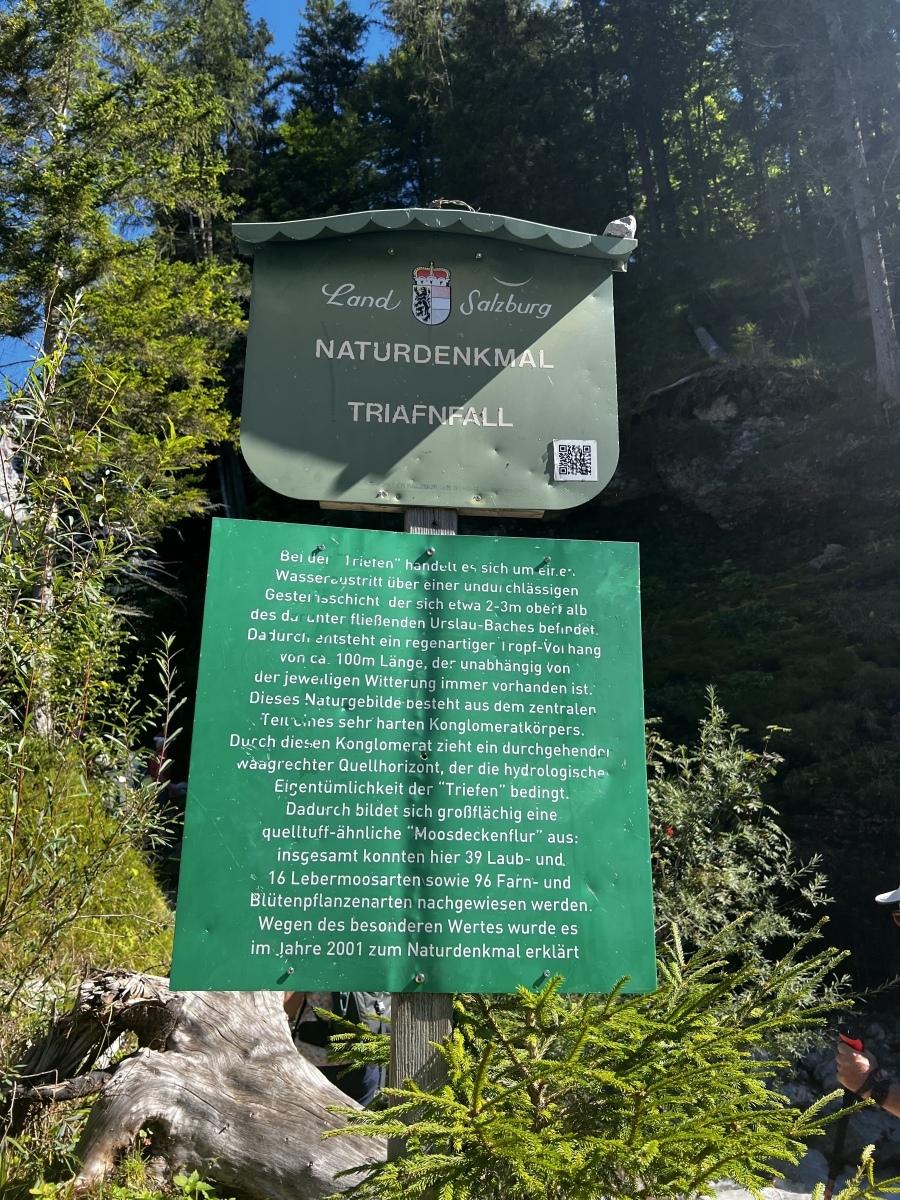 Land Salzburg
NATURDENKMAL
TRIAFNFALL
Bei den "Triefen" handelt es sich um einen
Wasseraustritt über einer undurchlässigen
Gesteinsschicht, der sich etwa 2-3m oberhalb
des darunter fließenden Urslau-Baches befindet.
Dadurch entsteht ein regenartiger Tropf-Vorhang
von ca. 100m Länge, der unabhängig von
der jeweiligen Witterung immer vorhanden ist.
Dieses Naturgebilde besteht aus dem zentralen
Teil eines sehr harten Konglomeratkörpers.
Durch diesen Konglomerat zieht ein durchgehender
waagrechter Quellhorizont, der die hydrologische
Eigentümlichkeit der "Triefen" bedingt.
Dadurch bildet sich großflächig eine
quelltuff-ähnliche "Moosdeckenflur" aus:
insgesamt konnten hier 39 Laub- und
16 Lebermoosarten sowie 96 Farn- und
Blütenpflanzenarten nachgewiesen werden.
Wegen des besonderen Wertes wurde es
im Jahre 2001 zum Naturdenkmal erklärt